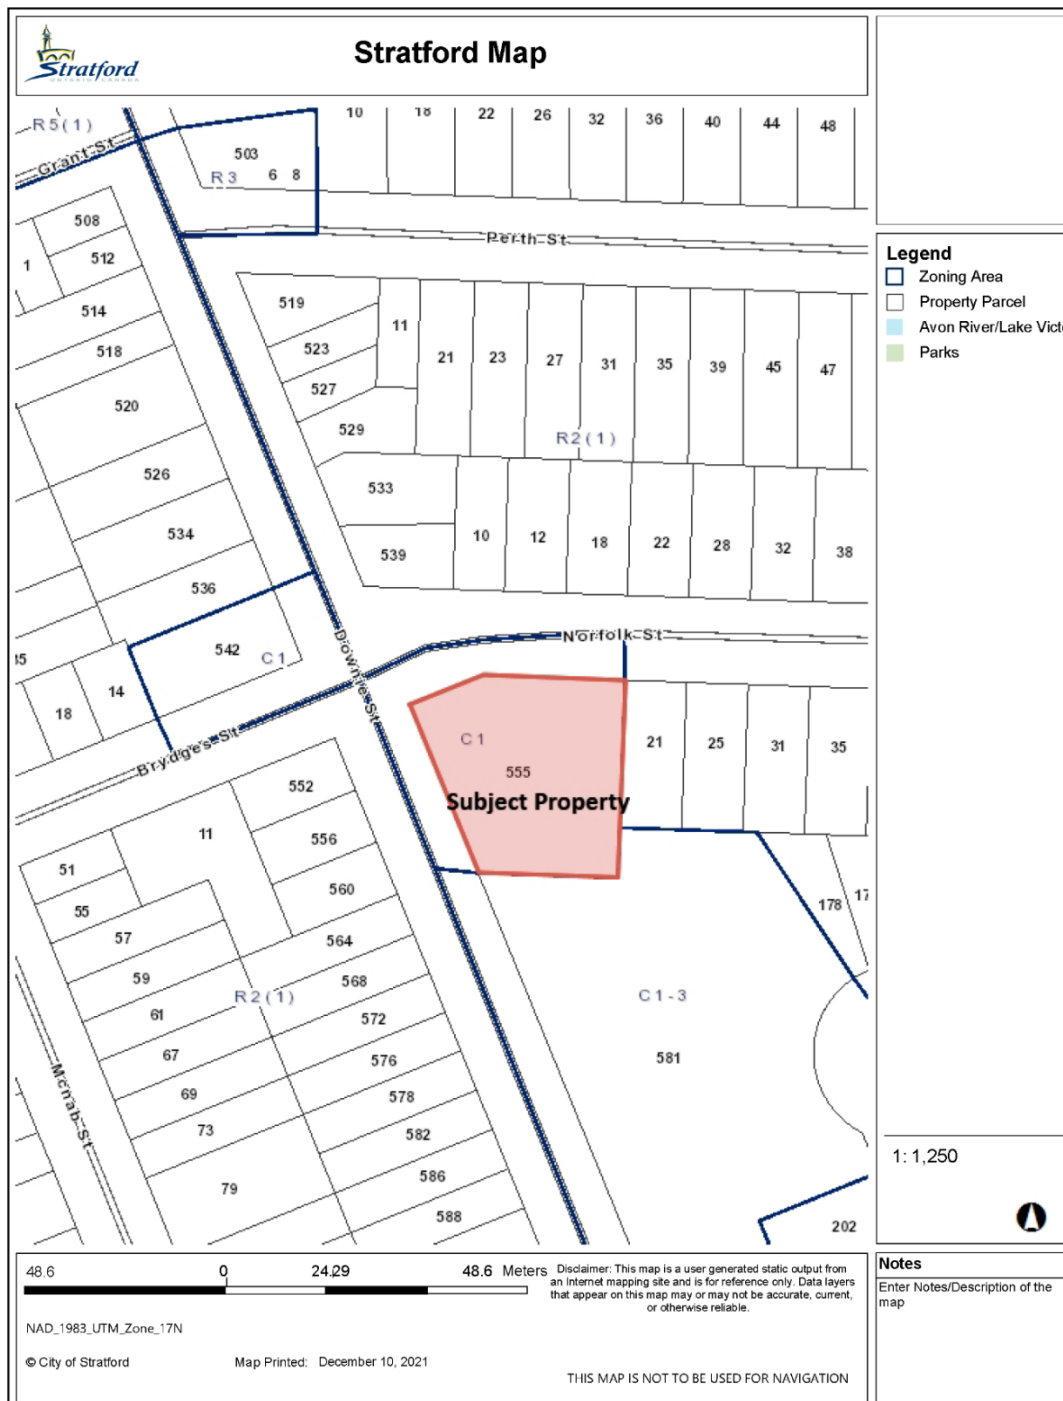 Stratford
ONTARIO CANADA
Stratford Map
R5(1)
Grant St
503
R3
6 8
10 18 22 26 32 36 40 44 48
508
512
1
514
518
520
526
534
536
542
C1
14
18
Perth St
519
523
527
529
11
21 23 27 31 35 39 45 47
R2(1)
533
539
10 12 18 22 28 32 38
Norfolk St
Downie St
Brydges St
C1
555
Subject Property
21 25 31 35
178
C1-3
581
202
552
556
560
564
568
572
576
578
582
586
588
11
51
55
57
59
61
67
69
73
79
R2(1)
Mcnab St
Legend
Zoning Area
Property Parcel
Avon River/Lake Vict
Parks
1: 1,250
48.6 0 24.29 48.6 Meters
NAD_1983_UTM_Zone_17N
© City of Stratford
Map Printed: December 10, 2021
Disclaimer: This map is a user generated static output from
an Internet mapping site and is for reference only. Data layers
that appear on this map may or may not be accurate, current,
or otherwise reliable.
THIS MAP IS NOT TO BE USED FOR NAVIGATION
Notes
Enter Notes/Description of the
map